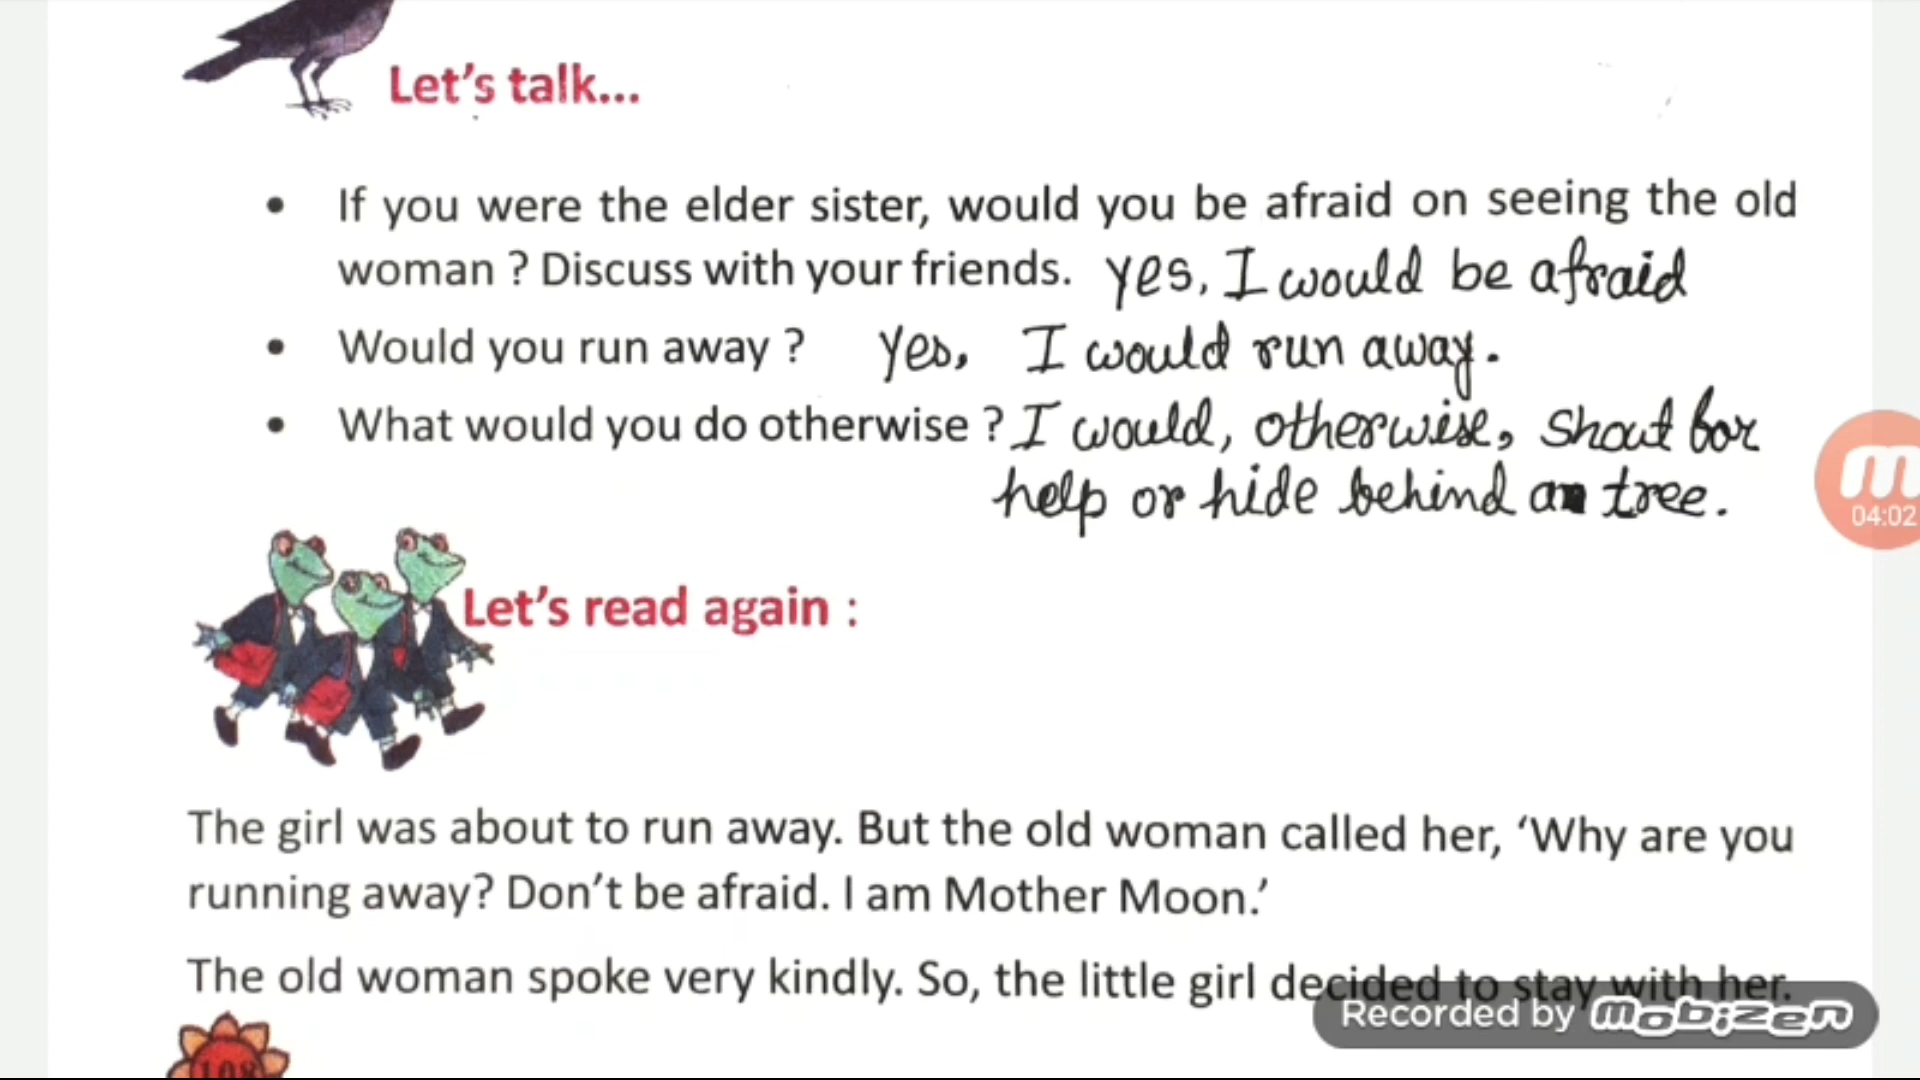 Let's talk...
• If you were the elder sister, would you be afraid on seeing the old
woman ? Discuss with your friends. yes, I would be afraid
• Would you run away ? Yes, I would run away.
• What would you do otherwise ? I would, otherwise, shout for
help or hide behind a tree.
04:02
Let's read again :
The girl was about to run away. But the old woman called her, 'Why are you
running away? Don't be afraid. I am Mother Moon.'
The old woman spoke very kindly. So, the little girl decided to stay with her.
Recorded by mobizen
108